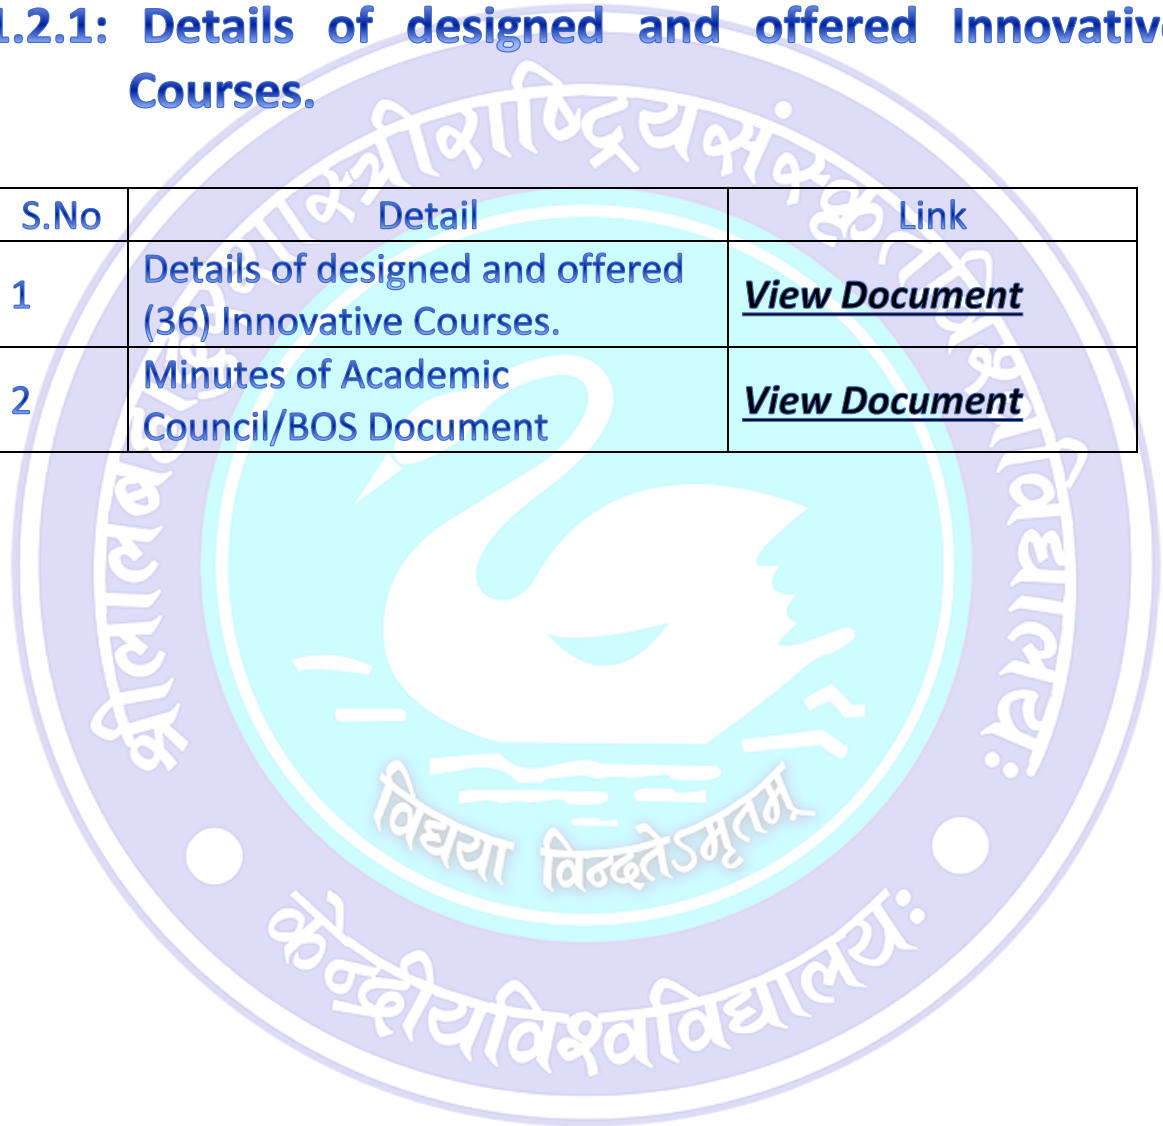 1.2.1: Details of designed and offered Innovative
Courses.
S.No Detail Link
1 Details of designed and offered
(36) Innovative Courses. View Document
2 Minutes of Academic
Council/BOS Document View Document
श्रीलालबहादुरशास्त्रीराष्ट्रियसंस्कृतविश्वविद्यालयः
विद्यया विन्दतेऽमृतम्
केन्द्रीयविश्वविद्यालयः